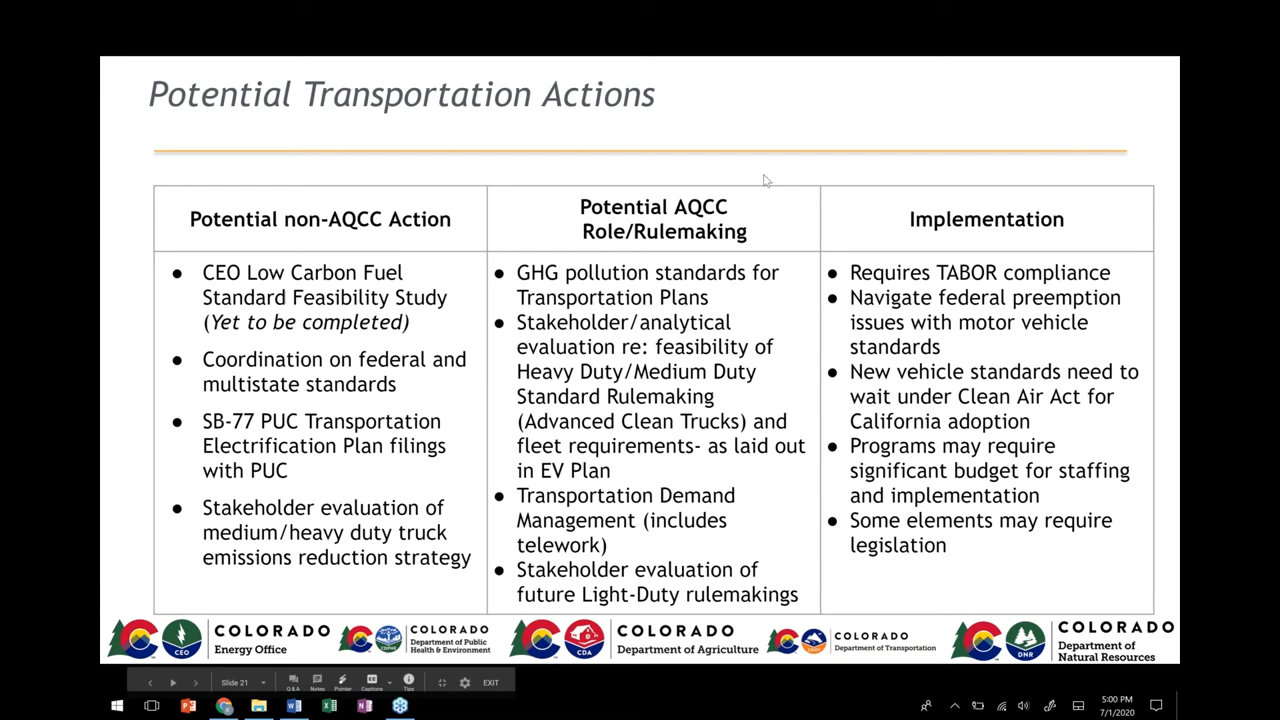 Potential Transportation Actions
Potential non-AQCC Action
Potential AQCC
Role/Rulemaking
Implementation
● CEO Low Carbon Fuel
Standard Feasibility Study
(Yet to be completed)
● Coordination on federal and
multistate standards
● SB-77 PUC Transportation
Electrification Plan filings
with PUC
● Stakeholder evaluation of
medium/heavy duty truck
emissions reduction strategy
● GHG pollution standards for
Transportation Plans
● Stakeholder/analytical
evaluation re: feasibility of
Heavy Duty/Medium Duty
Standard Rulemaking
(Advanced Clean Trucks) and
fleet requirements- as laid out
in EV Plan
● Transportation Demand
Management (includes
telework)
● Stakeholder evaluation of
future Light-Duty rulemakings
● Requires TABOR compliance
● Navigate federal preemption
issues with motor vehicle
standards
● New vehicle standards need to
wait under Clean Air Act for
California adoption
● Programs may require
significant budget for staffing
and implementation
● Some elements may require
legislation
CEO
COLORADO
Energy Office
CDPHE
COLORADO
Department of Public
Health & Environment
CDA
COLORADO
Department of Agriculture
COLORADO
Department of Transportation
DNR
COLORADO
Department of
Natural Resources
Slide 21
Q&A
Notes
Pointer
Captions
Tips
EXIT
5:00 PM
7/1/2020